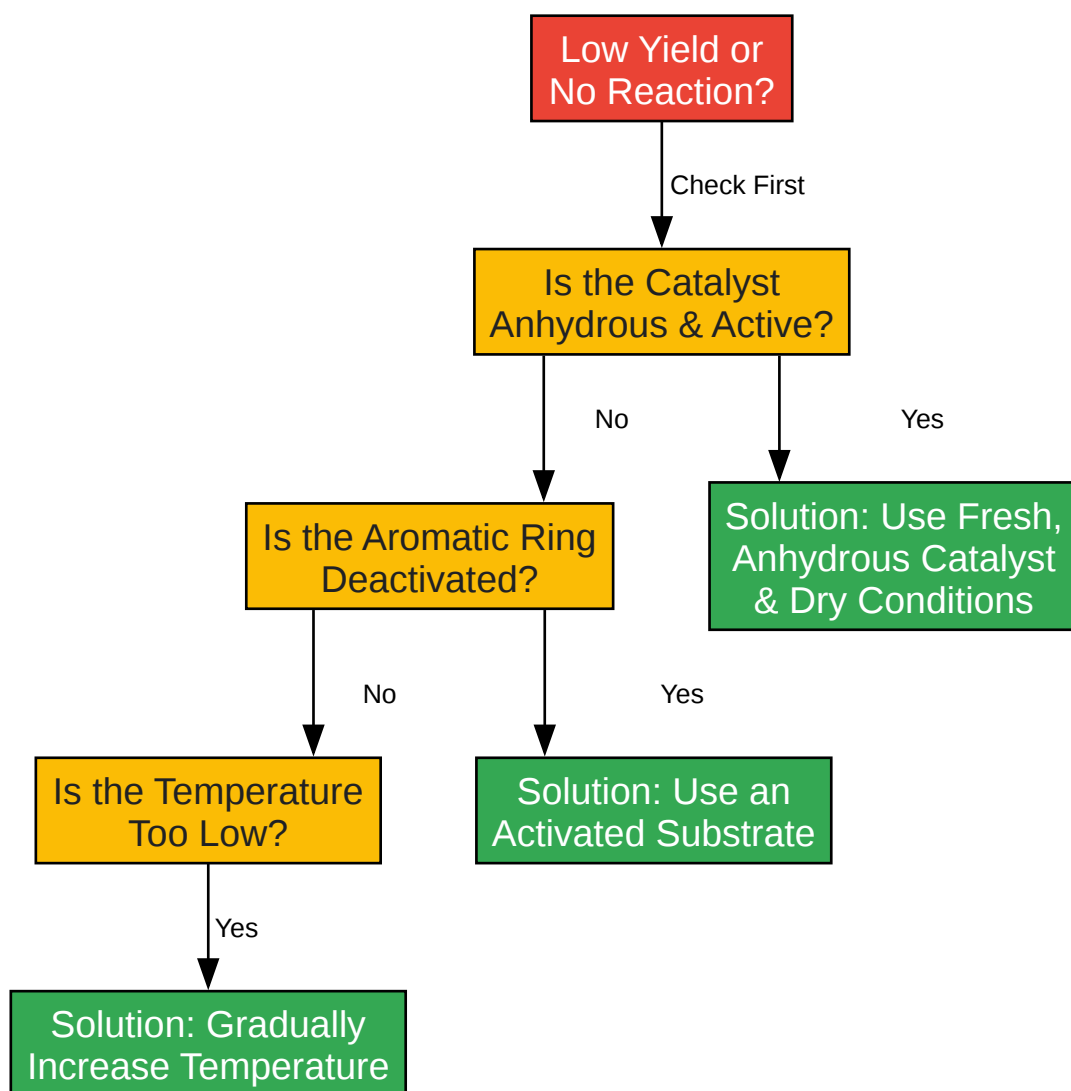 Low Yield or
No Reaction?
Check First
Is the Catalyst
Anhydrous & Active?
No
Yes
Solution: Use Fresh,
Anhydrous Catalyst
& Dry Conditions
Is the Aromatic Ring
Deactivated?
No
Yes
Is the Temperature
Too Low?
Solution: Use an
Activated Substrate
Yes
Solution: Gradually
Increase Temperature